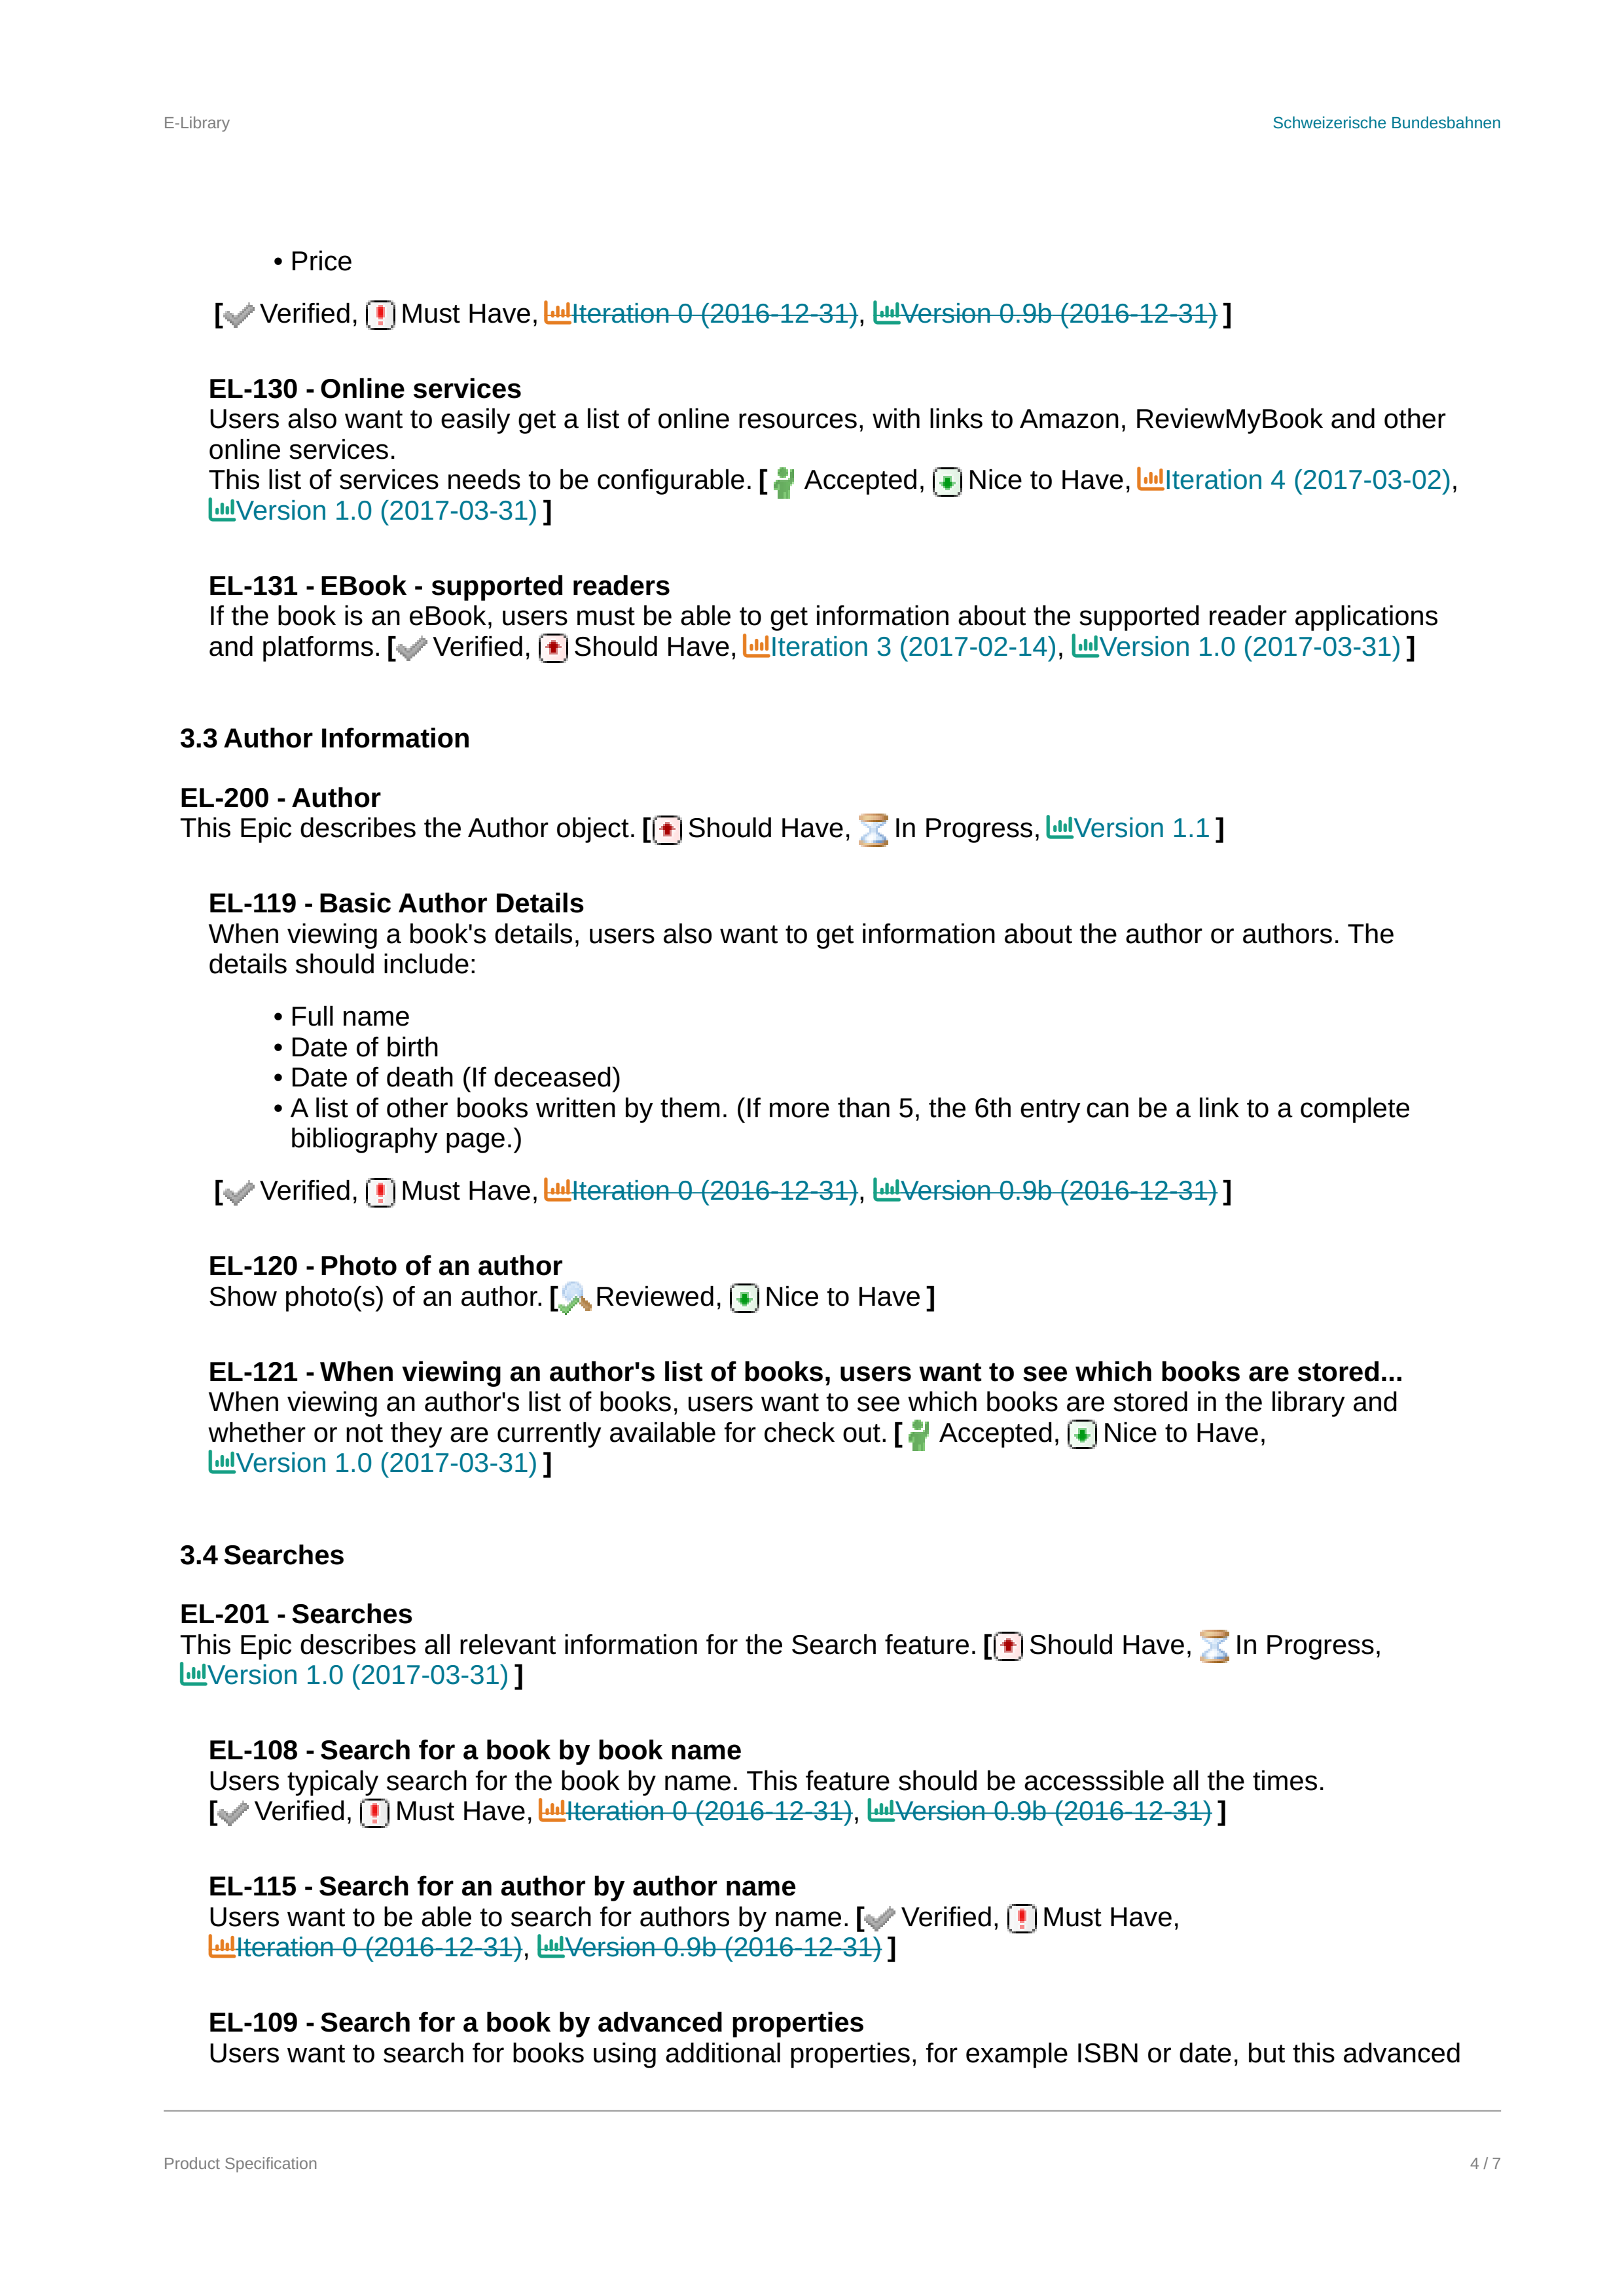 E-Library
Schweizerische Bundesbahnen
• Price
[ Verified, Must Have, Iteration 0 (2016-12-31), Version 0.9b (2016-12-31) ]
EL-130 - Online services
Users also want to easily get a list of online resources, with links to Amazon, ReviewMyBook and other
online services.
This list of services needs to be configurable. [ Accepted, Nice to Have, Iteration 4 (2017-03-02),
Version 1.0 (2017-03-31) ]
EL-131 - EBook - supported readers
If the book is an eBook, users must be able to get information about the supported reader applications
and platforms. [ Verified, Should Have, Iteration 3 (2017-02-14), Version 1.0 (2017-03-31) ]
3.3 Author Information
EL-200 - Author
This Epic describes the Author object. [ Should Have, In Progress, Version 1.1 ]
EL-119 - Basic Author Details
When viewing a book's details, users also want to get information about the author or authors. The
details should include:
• Full name
• Date of birth
• Date of death (If deceased)
• A list of other books written by them. (If more than 5, the 6th entry can be a link to a complete
bibliography page.)
[ Verified, Must Have, Iteration 0 (2016-12-31), Version 0.9b (2016-12-31) ]
EL-120 - Photo of an author
Show photo(s) of an author. [ Reviewed, Nice to Have ]
EL-121 - When viewing an author's list of books, users want to see which books are stored...
When viewing an author's list of books, users want to see which books are stored in the library and
whether or not they are currently available for check out. [ Accepted, Nice to Have,
Version 1.0 (2017-03-31) ]
3.4 Searches
EL-201 - Searches
This Epic describes all relevant information for the Search feature. [ Should Have, In Progress,
Version 1.0 (2017-03-31) ]
EL-108 - Search for a book by book name
Users typicaly search for the book by name. This feature should be accesssible all the times.
[ Verified, Must Have, Iteration 0 (2016-12-31), Version 0.9b (2016-12-31) ]
EL-115 - Search for an author by author name
Users want to be able to search for authors by name. [ Verified, Must Have,
Iteration 0 (2016-12-31), Version 0.9b (2016-12-31) ]
EL-109 - Search for a book by advanced properties
Users want to search for books using additional properties, for example ISBN or date, but this advanced
Product Specification
4 / 7